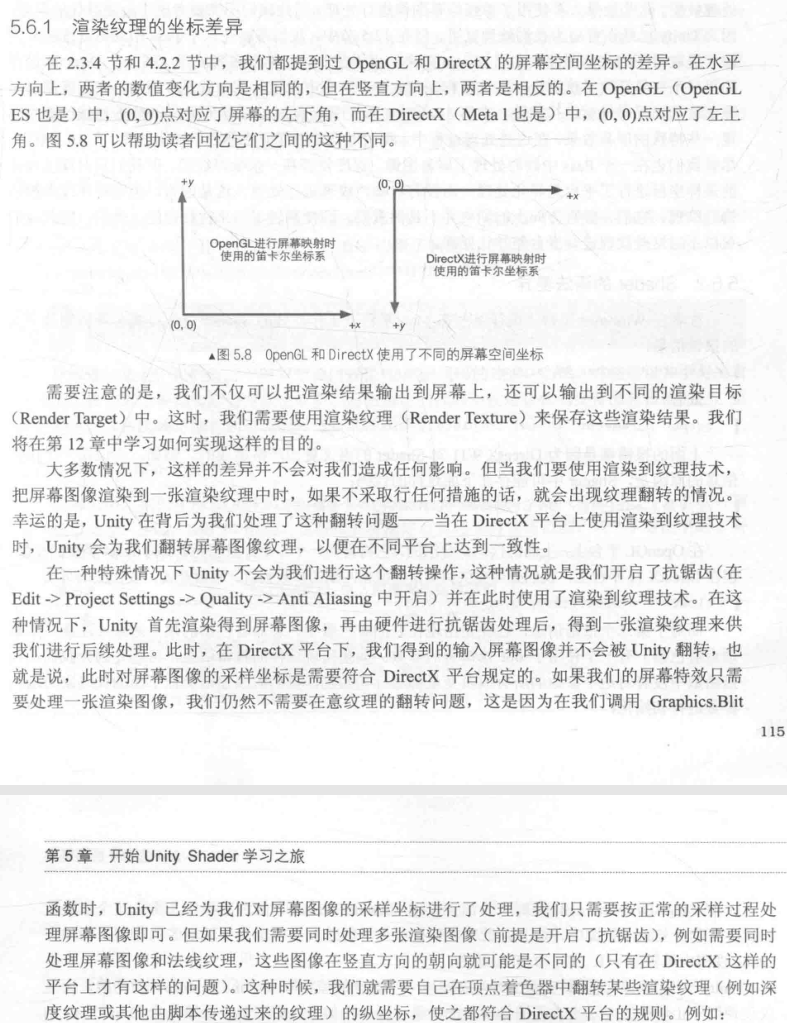 5.6.1 渲染纹理的坐标差异
在 2.3.4 节和 4.2.2 节中，我们都提到过 OpenGL 和 DirectX 的屏幕空间坐标的差异。在水平
方向上，两者的数值变化方向是相同的，但在竖直方向上，两者是相反的。在 OpenGL（OpenGL
ES 也是）中，(0, 0)点对应了屏幕的左下角，而在 DirectX（Meta l 也是）中，(0, 0)点对应了左上
角。图 5.8 可以帮助读者回忆它们之间的这种不同。
+y
(0, 0)
+x
OpenGL进行屏幕映射时
使用的笛卡尔坐标系
DirectX进行屏幕映射时
使用的笛卡尔坐标系
(0, 0)
+x
+y
▲图 5.8 OpenGL 和 DirectX 使用了不同的屏幕空间坐标
需要注意的是，我们不仅可以把渲染结果输出到屏幕上，还可以输出到不同的渲染目标
（Render Target）中。这时，我们需要使用渲染纹理（Render Texture）来保存这些渲染结果。我们
将在第 12 章中学习如何实现这样的目的。
大多数情况下，这样的差异并不会对我们造成任何影响。但当我们要使用渲染到纹理技术，
把屏幕图像渲染到一张渲染纹理中时，如果不采取行任何措施的话，就会出现纹理翻转的情况。
幸运的是，Unity 在背后为我们处理了这种翻转问题——当在 DirectX 平台上使用渲染到纹理技术
时，Unity 会为我们翻转屏幕图像纹理，以便在不同平台上达到一致性。
在一种特殊情况下 Unity 不会为我们进行这个翻转操作，这种情况就是我们开启了抗锯齿（在
Edit -> Project Settings -> Quality -> Anti Aliasing 中开启）并在此时使用了渲染到纹理技术。在这
种情况下，Unity 首先渲染得到屏幕图像，再由硬件进行抗锯齿处理后，得到一张渲染纹理来供
我们进行后续处理。此时，在 DirectX 平台下，我们得到的输入屏幕图像并不会被 Unity 翻转，也
就是说，此时对屏幕图像的采样坐标是需要符合 DirectX 平台规定的。如果我们的屏幕特效只需
要处理一张渲染图像，我们仍然不需要在意纹理的翻转问题，这是因为在我们调用 Graphics.Blit
115
第 5 章 开始 Unity Shader 学习之旅
函数时，Unity 已经为我们对屏幕图像的采样坐标进行了处理，我们只需要按正常的采样过程处
理屏幕图像即可。但如果我们需要同时处理多张渲染图像（前提是开启了抗锯齿），例如需要同时
处理屏幕图像和法线纹理，这些图像在竖直方向的朝向就可能是不同的（只有在 DirectX 这样的
平台上才有这样的问题）。这种时候，我们就需要自己在顶点着色器中翻转某些渲染纹理（例如深
度纹理或其他由脚本传递过来的纹理）的纵坐标，使之都符合 DirectX 平台的规则。例如：